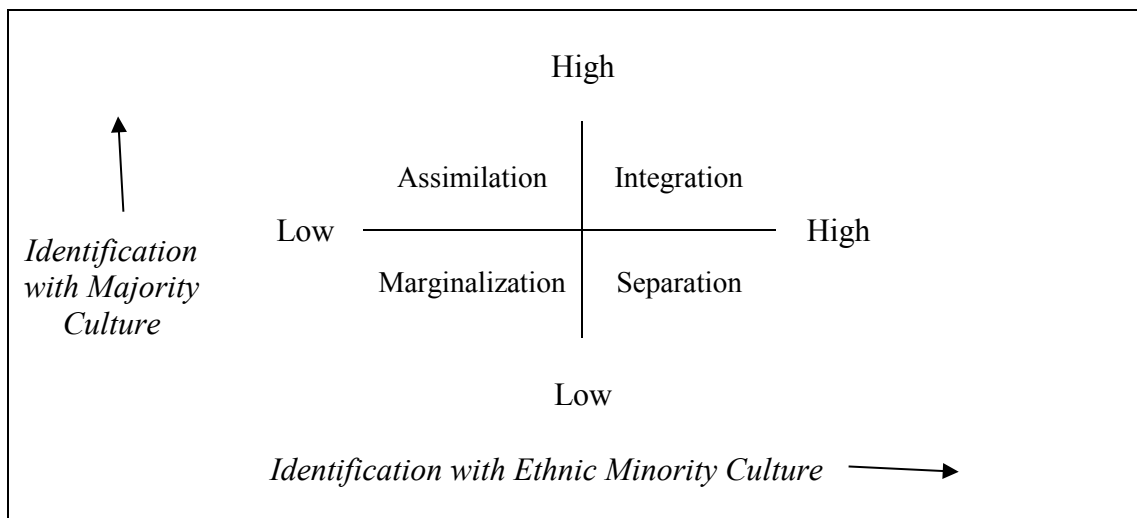 High
Assimilation Integration
Low High
Identification
with Majority
Culture
Marginalization Separation
Low
Identification with Ethnic Minority Culture